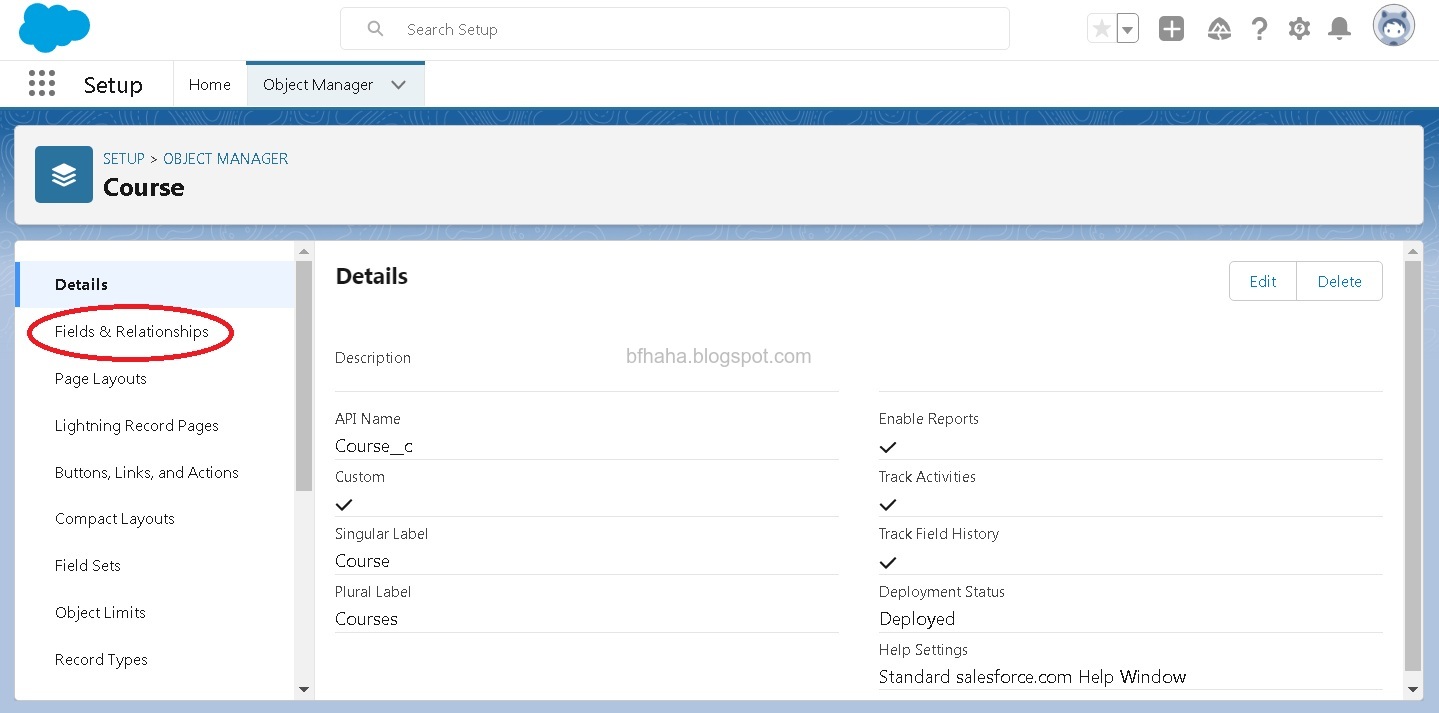 Search Setup
Setup
Home
Object Manager
SETUP > OBJECT MANAGER
Course
Details
Fields & Relationships
Page Layouts
Lightning Record Pages
Buttons, Links, and Actions
Compact Layouts
Field Sets
Object Limits
Record Types
Details
Edit
Delete
Description
bfhaha.blogspot.com
API Name
Course__c
Custom
Singular Label
Course
Plural Label
Courses
Enable Reports
Track Activities
Track Field History
Deployment Status
Deployed
Help Settings
Standard salesforce.com Help Window